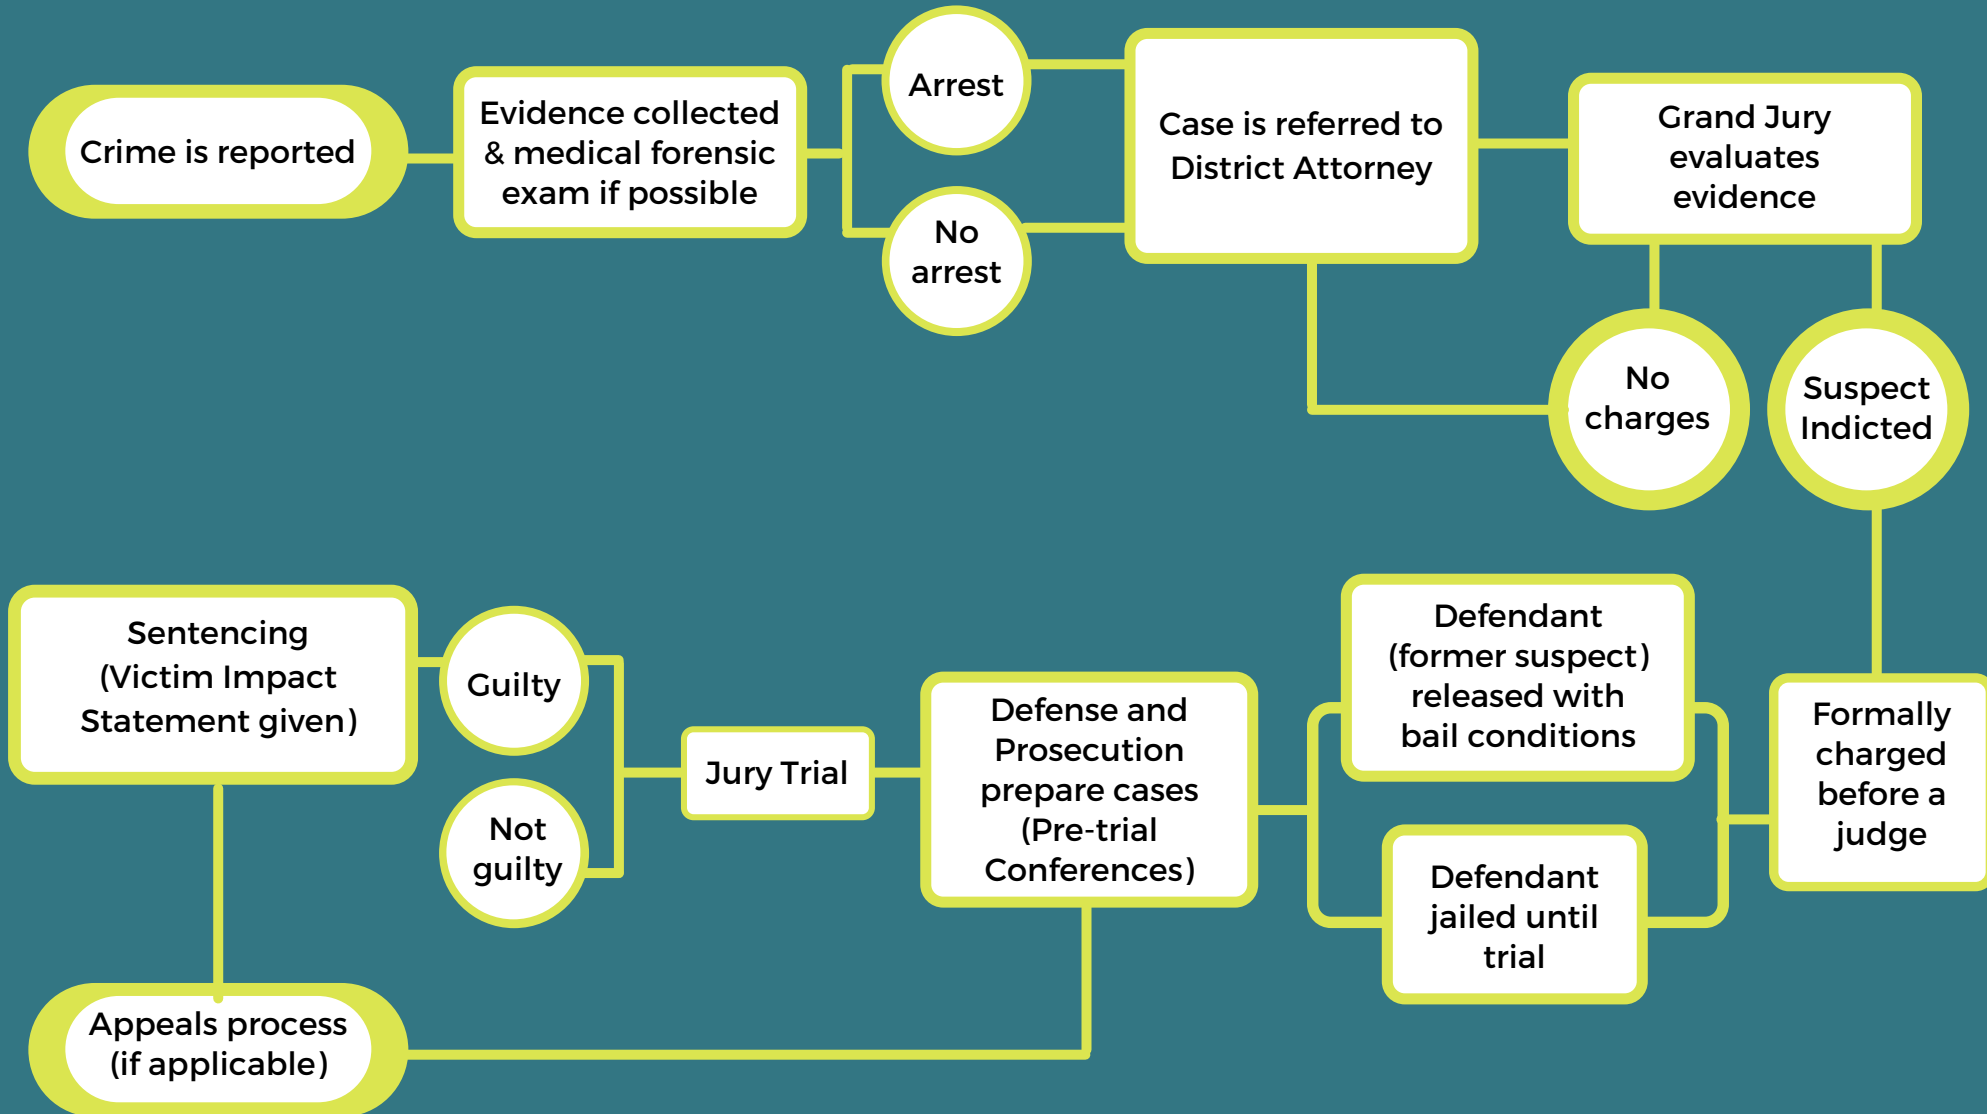 Crime is reported
Evidence collected
& medical forensic
exam if possible
Arrest
No
arrest
Case is referred to
District Attorney
Grand Jury
evaluates
evidence
No
charges
Suspect
Indicted
Formally
charged
before a
judge
Defendant
(former suspect)
released with
bail conditions
Defendant
jailed until
trial
Defense and
Prosecution
prepare cases
(Pre-trial
Conferences)
Jury Trial
Guilty
Not
guilty
Sentencing
(Victim Impact
Statement given)
Appeals process
(if applicable)